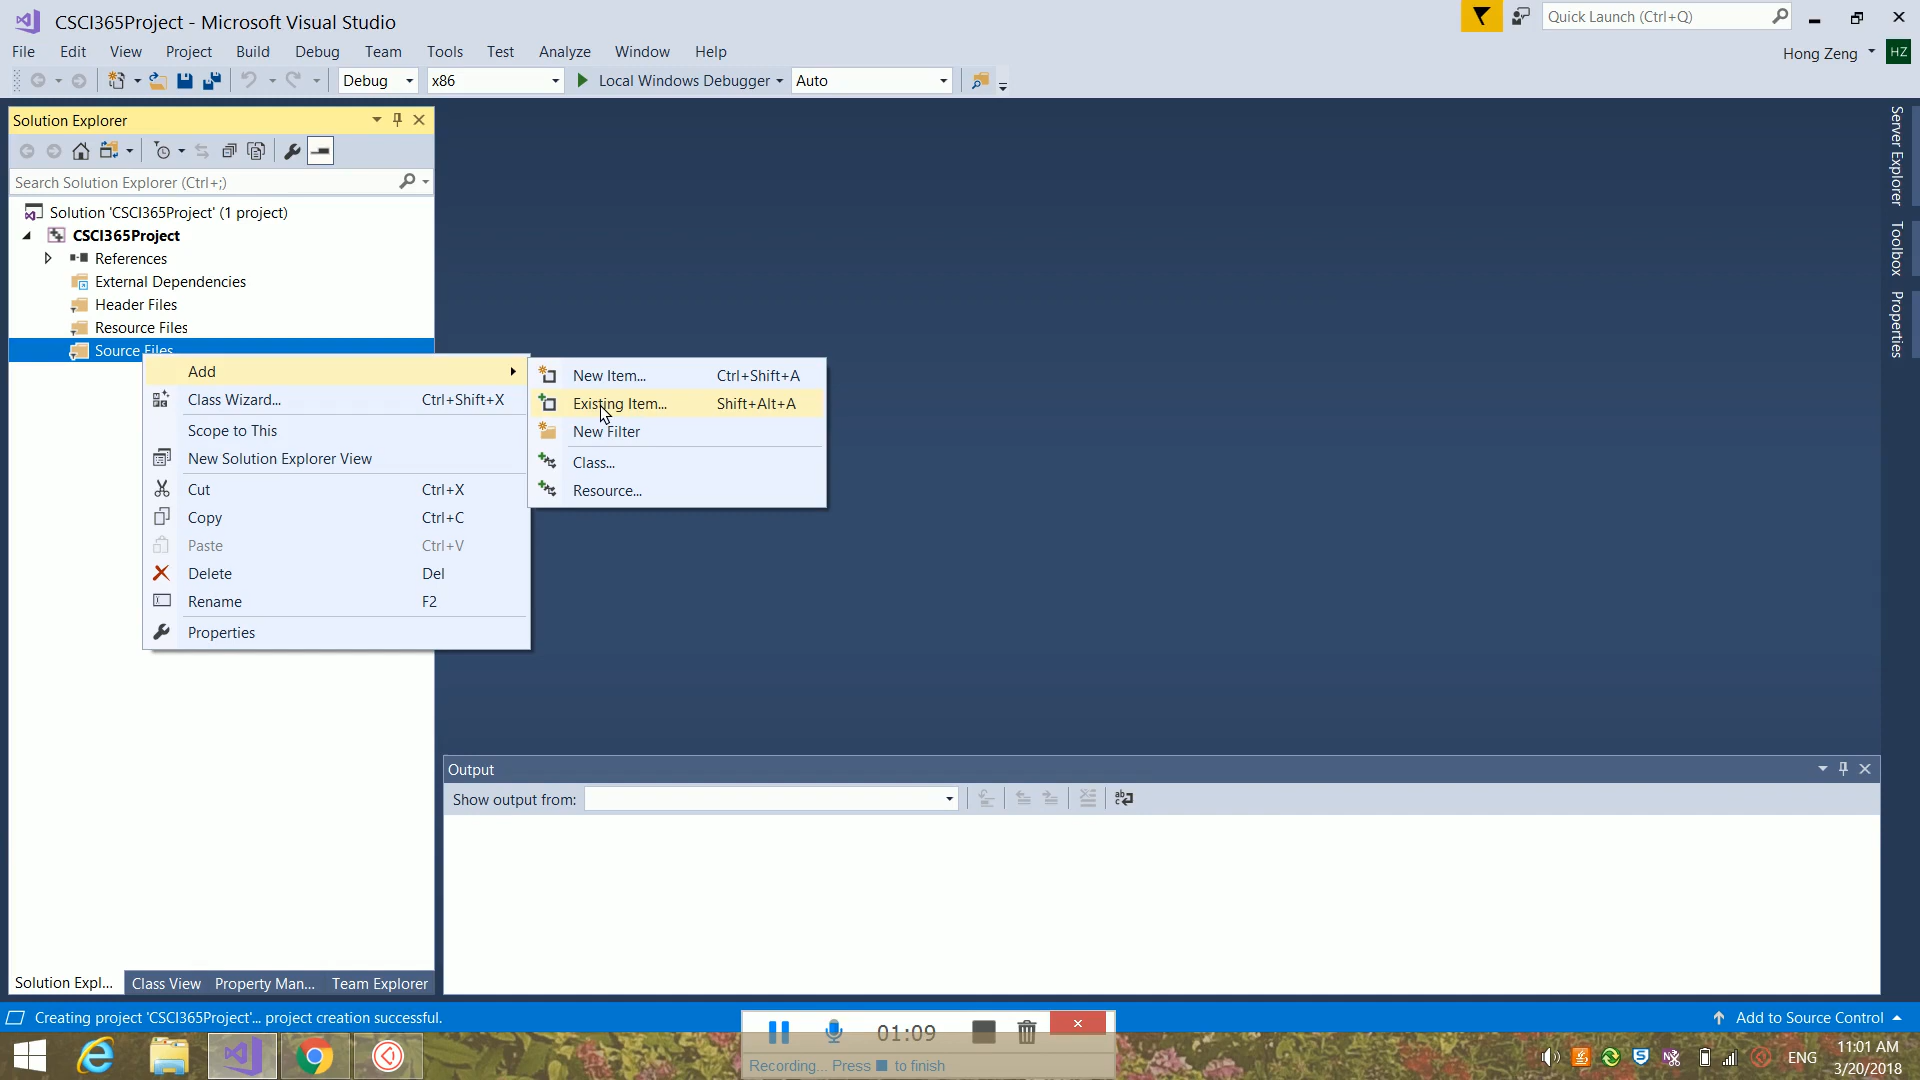 CSCI365Project - Microsoft Visual Studio
Quick Launch (Ctrl+Q)
File Edit View Project Build Debug Team Tools Test Analyze Window Help
Hong Zeng HZ
Debug x86 Local Windows Debugger Auto
Solution Explorer
Search Solution Explorer (Ctrl+;)
Solution 'CSCI365Project' (1 project)
CSCI365Project
References
External Dependencies
Header Files
Resource Files
Source Files
Add
Class Wizard... Ctrl+Shift+X
Scope to This
New Solution Explorer View
Cut Ctrl+X
Copy Ctrl+C
Paste Ctrl+V
Delete Del
Rename F2
Properties
New Item... Ctrl+Shift+A
Existing Item... Shift+Alt+A
New Filter
Class...
Resource...
Server Explorer
Toolbox
Properties
Output
Show output from:
Solution Expl... Class View Property Man... Team Explorer
Creating project 'CSCI365Project'... project creation successful.
Add to Source Control
01:09
Recording... Press to finish
ENG
11:01 AM
3/20/2018